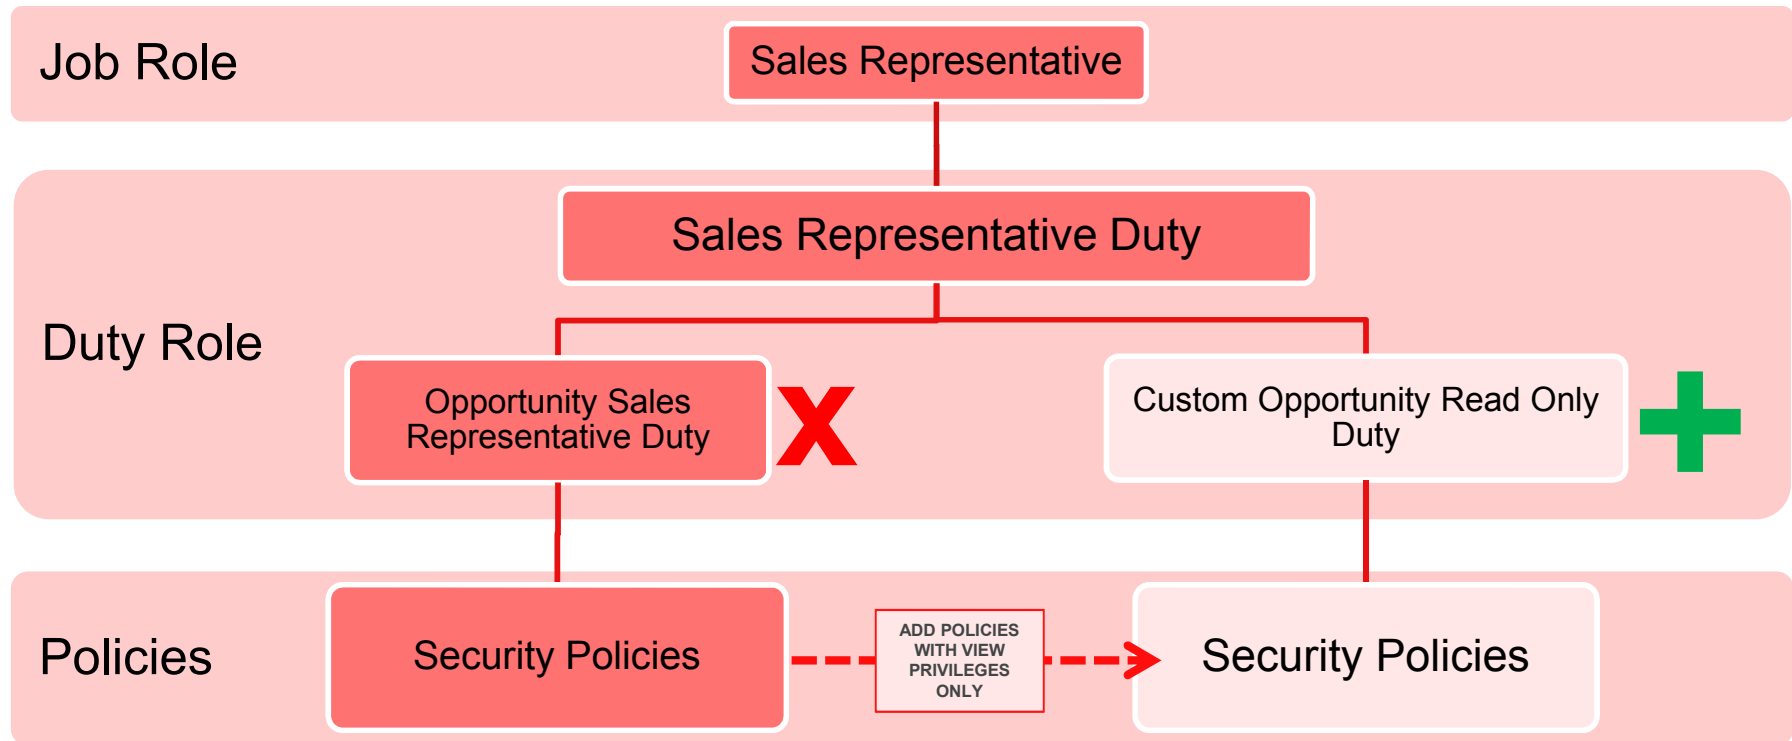 Job Role
Sales Representative
Sales Representative Duty
Duty Role
Opportunity Sales
Representative Duty
X
Custom Opportunity Read Only
Duty
Policies
Security Policies
ADD POLICIES
WITH VIEW
PRIVILEGES
ONLY
Security Policies